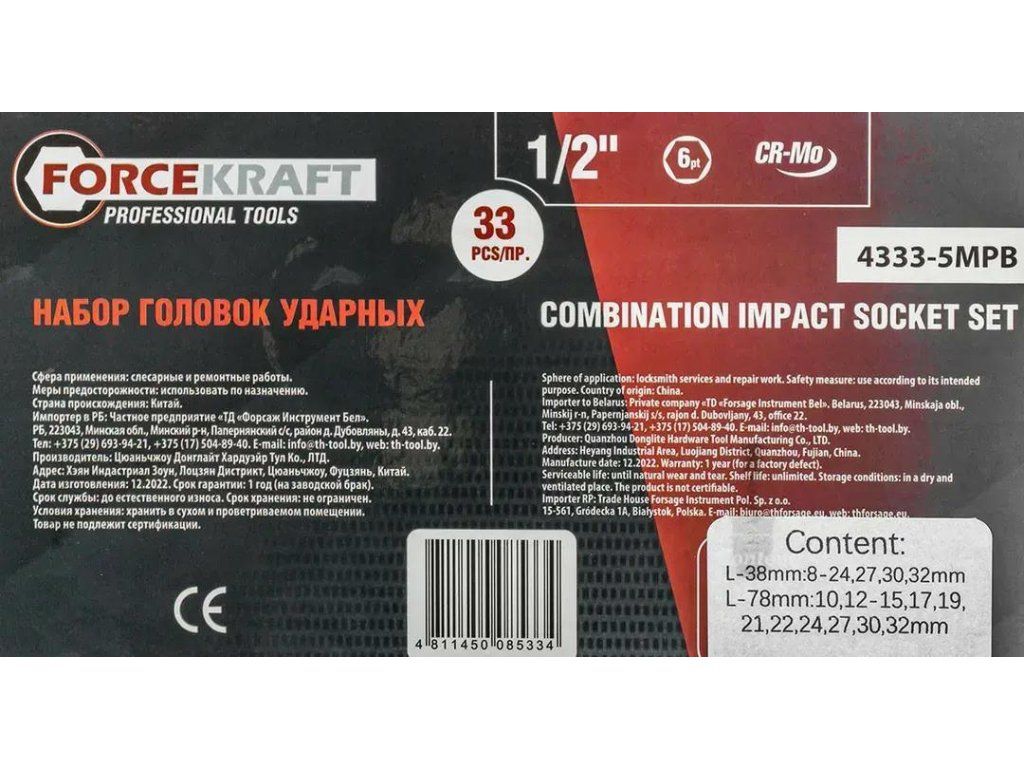 FORCEKRAFT
PROFESSIONAL TOOLS
1/2"
6pt
CR-Mo
33
PCS/ПР.
4333-5MPB
НАБОР ГОЛОВОК УДАРНЫХ
COMBINATION IMPACT SOCKET SET
Сфера применения: слесарные и ремонтные работы.
Меры предосторожности: использовать по назначению.
Страна происхождения: Китай.
Импортер в РБ: Частное предприятие «ТД «Форсаж Инструмент Бел».
РБ, 223043, Минская обл., Минский р-н, Папернянский с/с, район д. Дубовляны, д. 43, каб. 22.
Тел: +375 (29) 693-94-21, +375 (17) 504-89-40. E-mail: info@th-tool.by, web: th-tool.by.
Производитель: Цюаньчжоу Донглайт Хардуэйр Тул Ко., ЛТД.
Адрес: Хэян Индастриал Зоун, Лоцзян Дистрикт, Цюаньчжоу, Фуцзянь, Китай.
Дата изготовления: 12.2022. Срок гарантии: 1 год (на заводской брак).
Срок службы: до естественного износа. Срок хранения: не ограничен.
Условия хранения: хранить в сухом и проветриваемом помещении.
Товар не подлежит сертификации.
Sphere of application: locksmith services and repair work. Safety measure: use according to its intended
purpose. Country of origin: China.
Importer to Belarus: Private company «TD «Forsage Instrument Bel». Belarus, 223043, Minskaja obl.,
Minskij r-n, Papernjanskij s/s, rajon d. Dubovljany, 43, office 22.
Tel: +375 (29) 693-94-21, +375 (17) 504-89-40. E-mail: info@th-tool.by, web: th-tool.by.
Producer: Quanzhou Donglite Hardware Tool Manufacturing Co., LTD.
Address: Heyang Industrial Area, Luojiang District, Quanzhou, Fujian, China.
Manufacture date: 12.2022. Warranty: 1 year (for a factory defect).
Serviceable life: until natural wear and tear. Shelf life: unlimited. Storage conditions: in a dry and
ventilated place. The product is not certifiable.
Importer RP: Trade House Forsage Instrument Pol. Sp. z o.o.
15-561, Gródecka 1A, Białystok, Polska. E-mail: biuro@thforsage.eu, web: thforsage.eu.
Content:
L-38mm:8-24,27,30,32mm
L-78mm:10,12-15,17,19,
21,22,24,27,30,32mm
CE
4 811450 085334